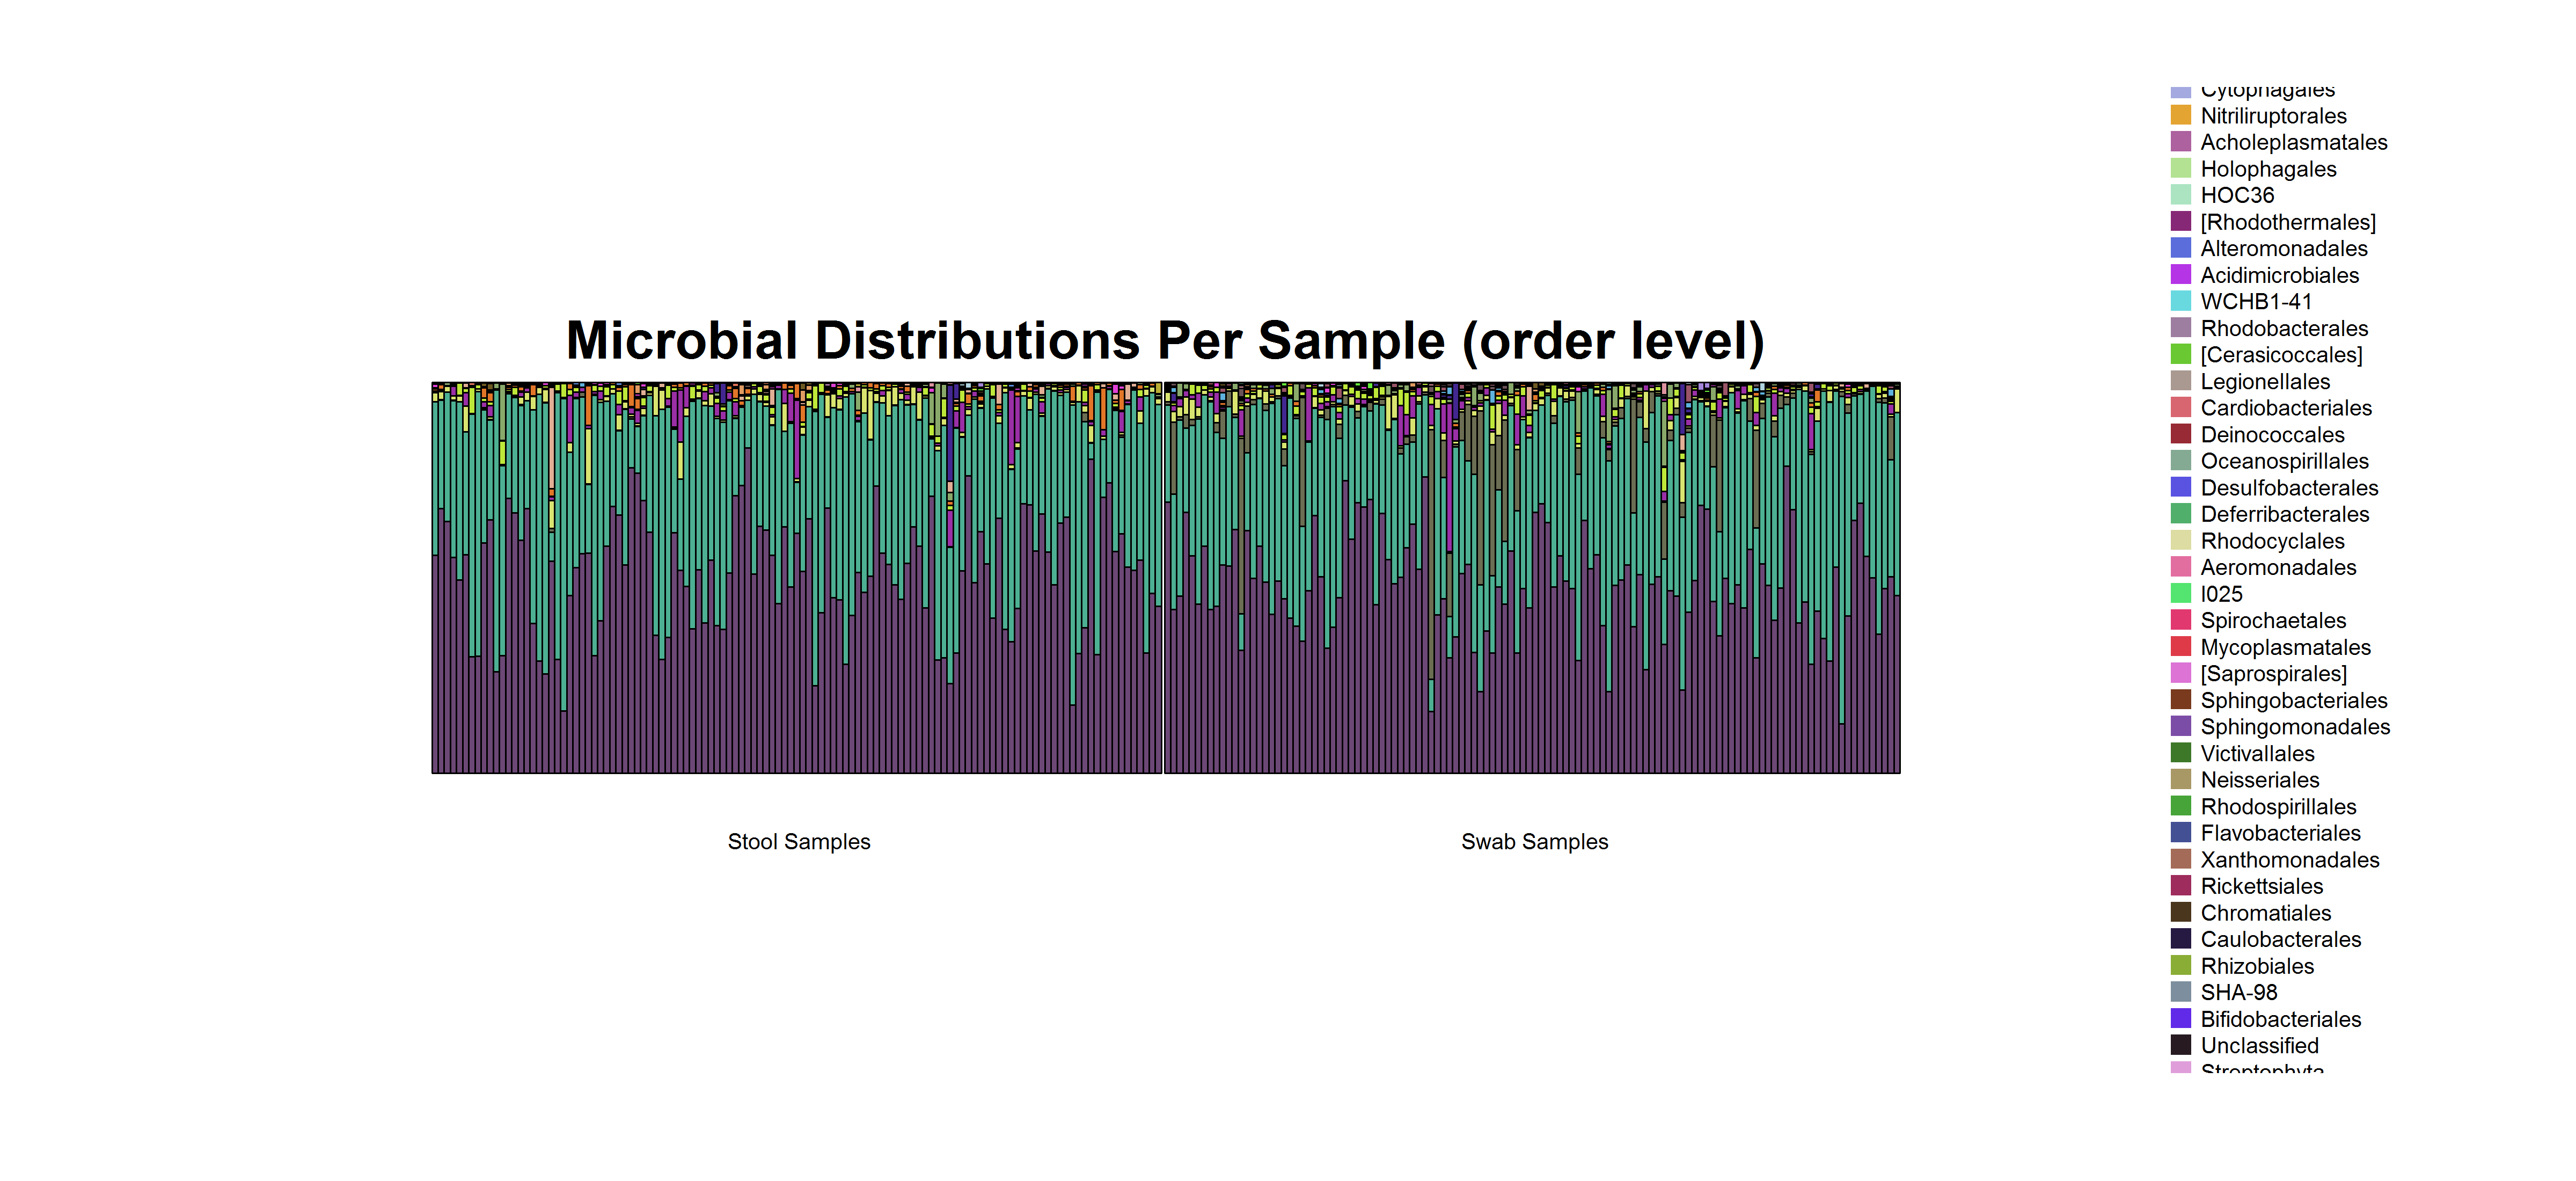 Microbial Distributions Per Sample (order level)
Stool Samples
Swab Samples
Cytophagales
Nitriliruptorales
Acholeplasmatales
Holophagales
HOC36
[Rhodothermales]
Alteromonadales
Acidimicrobiales
WCHB1-41
Rhodobacterales
[Cerasicoccales]
Legionellales
Cardiobacteriales
Deinococcales
Oceanospirillales
Desulfobacterales
Deferribacterales
Rhodocyclales
Aeromonadales
I025
Spirochaetales
Mycoplasmatales
[Saprospirales]
Sphingobacteriales
Sphingomonadales
Victivallales
Neisseriales
Rhodospirillales
Flavobacteriales
Xanthomonadales
Rickettsiales
Chromatiales
Caulobacterales
Rhizobiales
SHA-98
Bifidobacteriales
Unclassified
Streptophyta